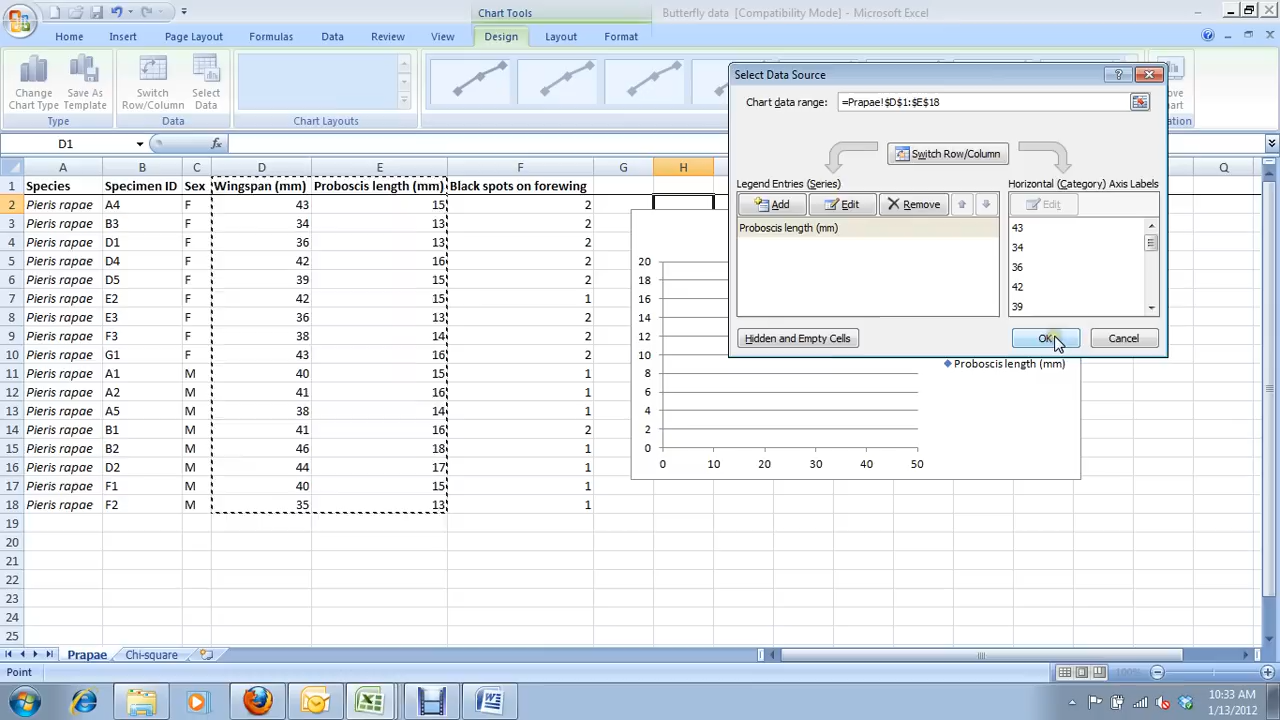 Chart Tools
Butterfly data [Compatibility Mode] - Microsoft Excel
Home Insert Page Layout Formulas Data Review View Design Layout Format
Change Chart Type
Save As Template
Switch Row/Column
Select Data
Type
Data
Chart Layouts
D1
A B C D E F G H Q
1 Species Specimen ID Sex Wingspan (mm) Proboscis length (mm) Black spots on forewing
2 Pieris rapae A4 F 43 15 2
3 Pieris rapae B3 F 34 13 2
4 Pieris rapae D1 F 36 13 2
5 Pieris rapae D4 F 42 16 2
6 Pieris rapae D5 F 39 15 2
7 Pieris rapae E2 F 42 15 1
8 Pieris rapae E3 F 36 13 2
9 Pieris rapae F3 F 38 14 2
10 Pieris rapae G1 F 43 16 2
11 Pieris rapae A1 M 40 15 1
12 Pieris rapae A2 M 41 16 1
13 Pieris rapae A5 M 38 14 1
14 Pieris rapae B1 M 41 16 2
15 Pieris rapae B2 M 46 18 1
16 Pieris rapae D2 M 44 17 1
17 Pieris rapae F1 M 40 15 1
18 Pieris rapae F2 M 35 13 1
19
20
21
22
23
24
25
20
18
16
14
12
10
8
6
4
2
0
0 10 20 30 40 50
Proboscis length (mm)
Select Data Source
Chart data range: =Prapae!$D$1:$E$18
Switch Row/Column
Legend Entries (Series)
Add Edit Remove
Proboscis length (mm)
Horizontal (Category) Axis Labels
Edit
43
34
36
42
39
Hidden and Empty Cells
OK Cancel
Prapae Chi-square
Point
100%
10:33 AM
1/13/2012